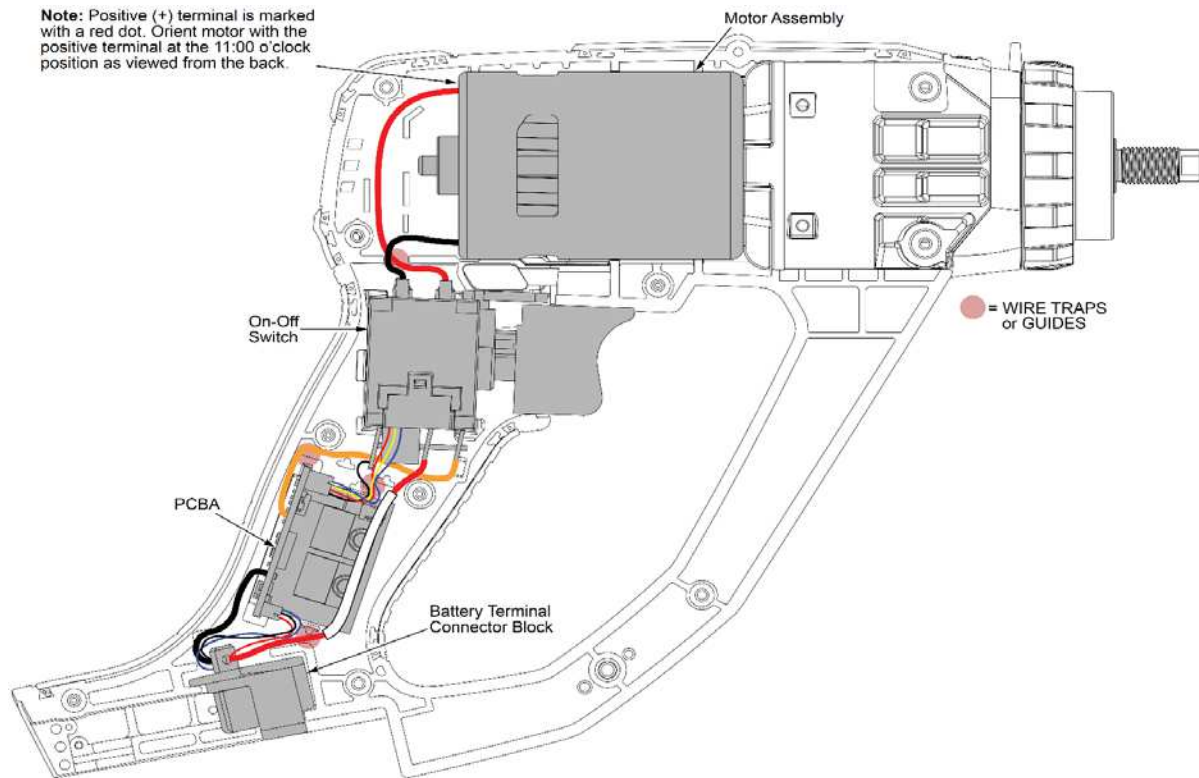 Note: Positive (+) terminal is marked
with a red dot. Orient motor with the
positive terminal at the 11:00 o'clock
position as viewed from the back.
Motor Assembly
= WIRE TRAPS
or GUIDES
On-Off
Switch
PCBA
Battery Terminal
Connector Block